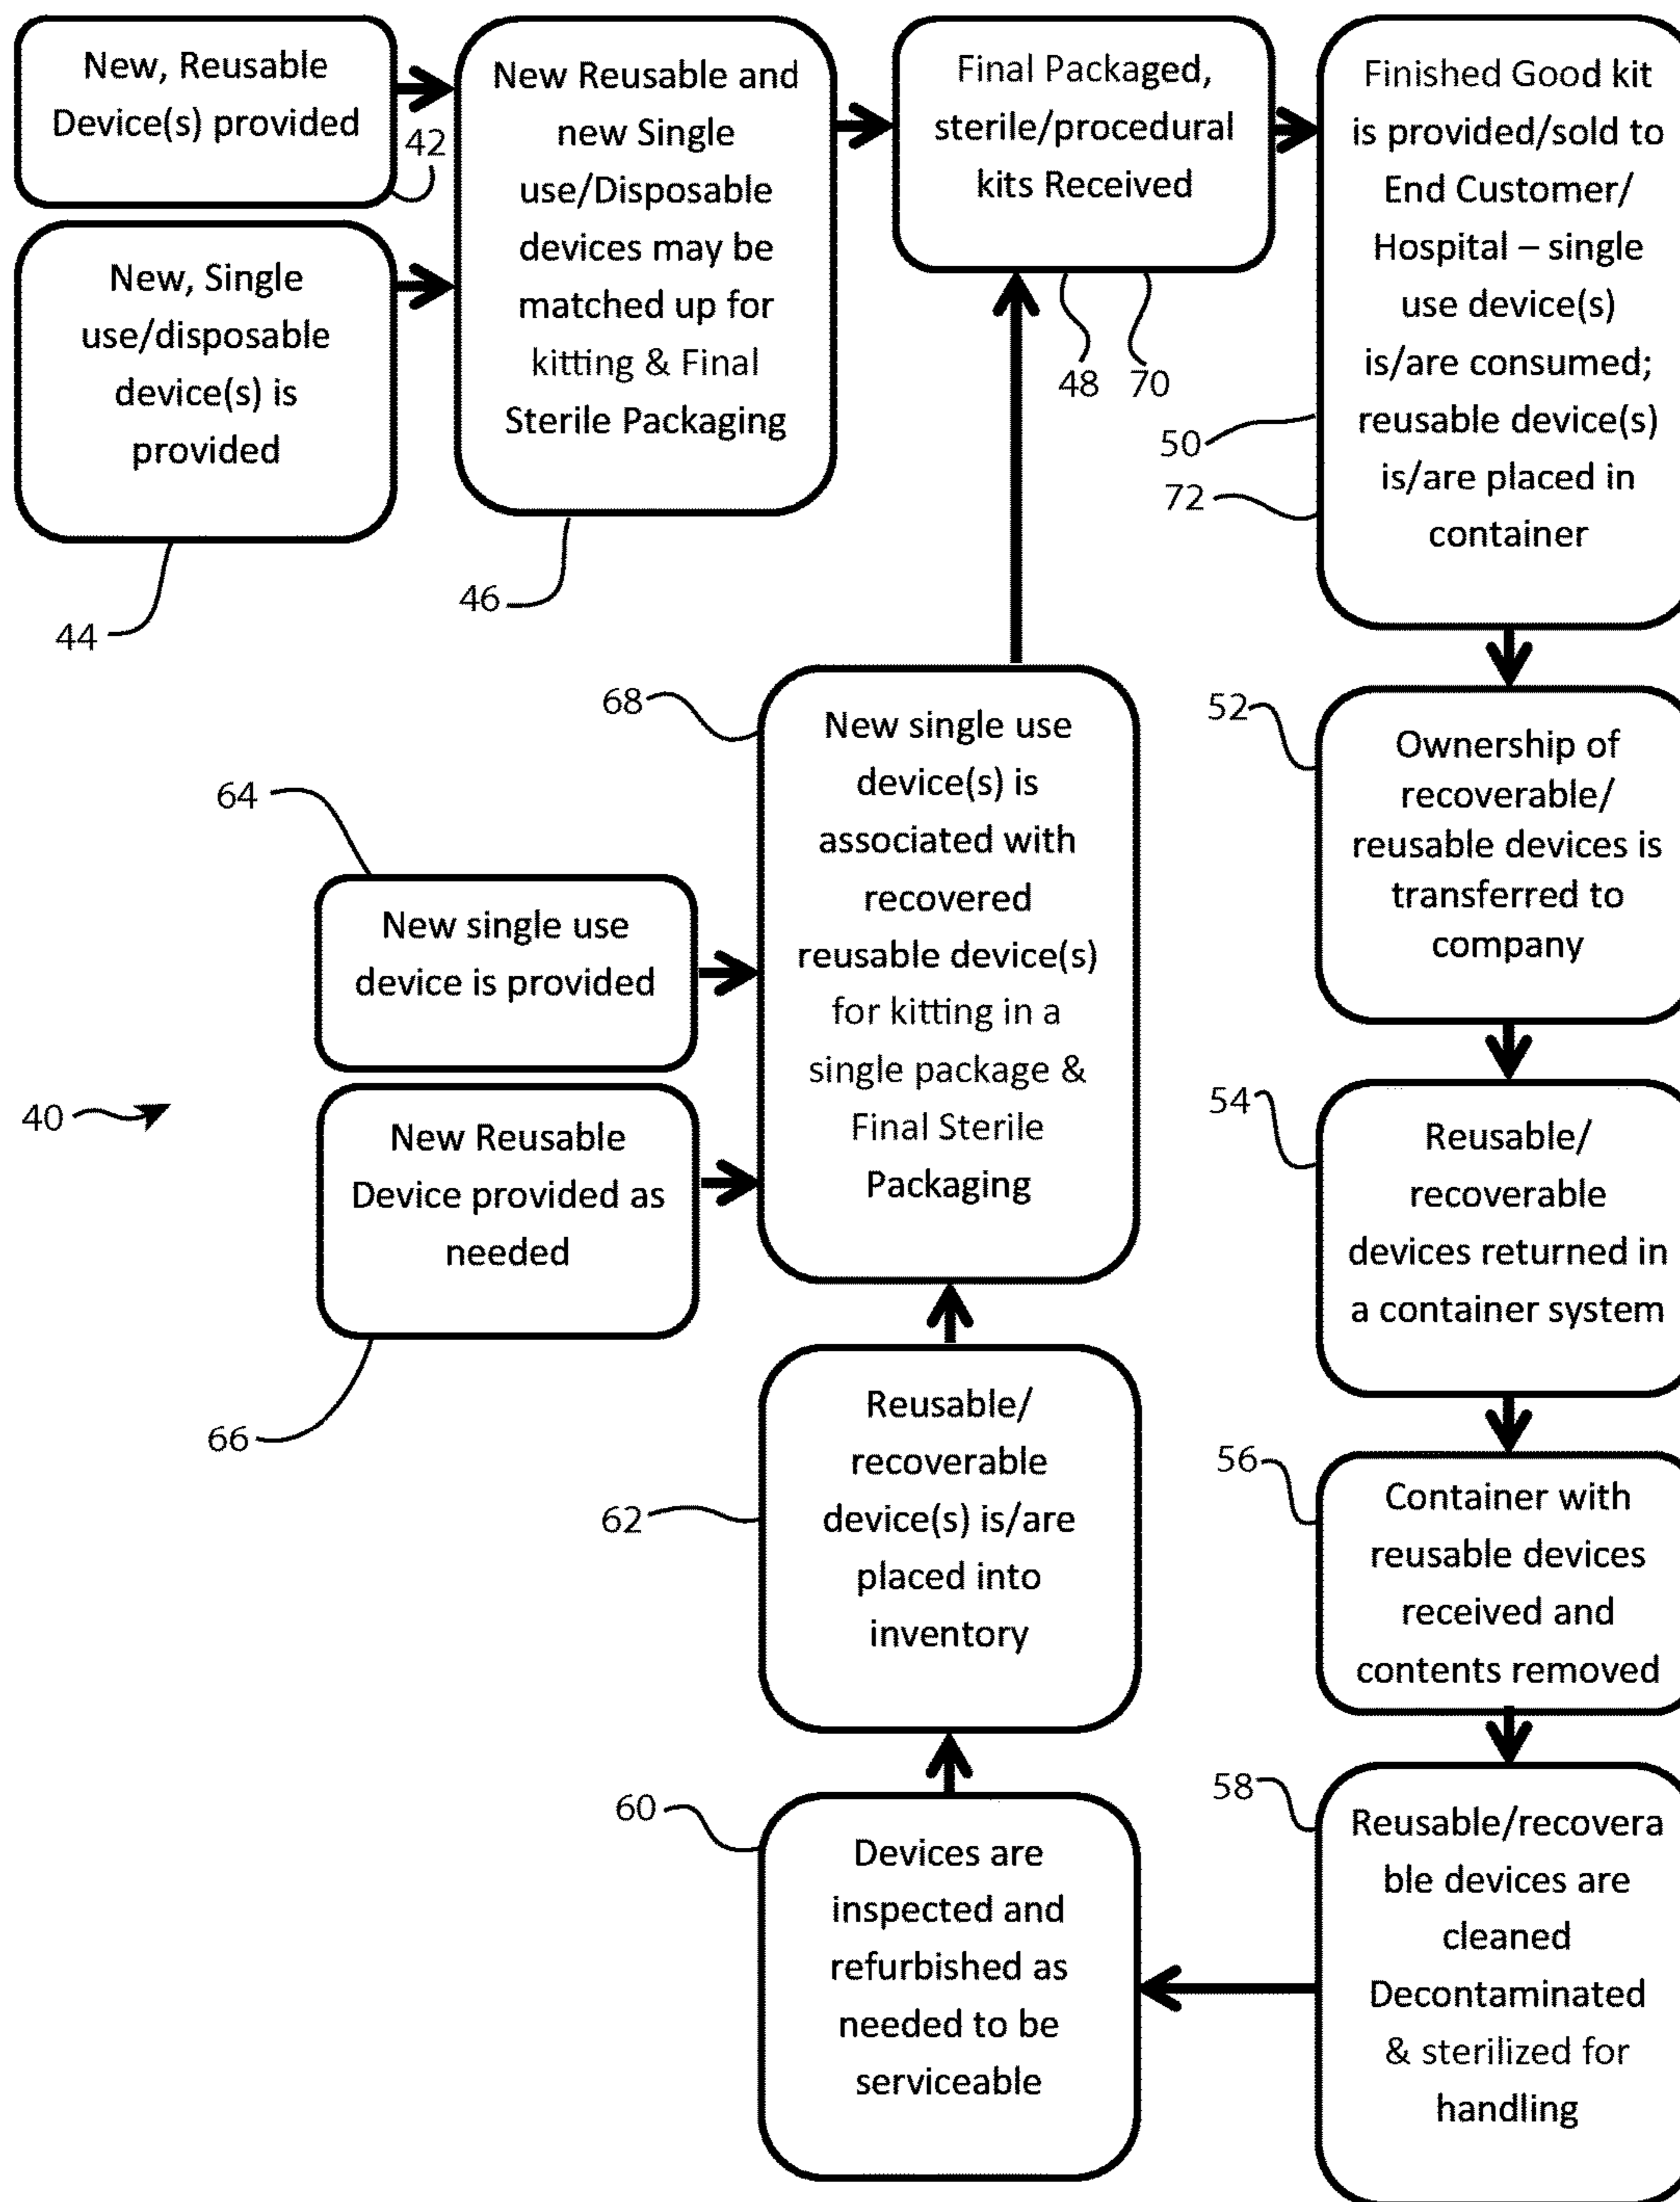 New, Reusable
Device(s) provided
42
New, Single
use/disposable
device(s) is
provided
44
New Reusable and
new Single
use/Disposable
devices may be
matched up for
kitting & Final
Sterile Packaging
46
Final Packaged,
sterile/procedural
kits Received
48
70
Finished Good kit
is provided/sold to
End Customer/
Hospital – single
use device(s)
is/are consumed;
reusable device(s)
is/are placed in
container
50
72
52
Ownership of
recoverable/
reusable devices is
transferred to
company
54
Reusable/
recoverable
devices returned in
a container system
56
Container with
reusable devices
received and
contents removed
58
Reusable/recovera
ble devices are
cleaned
Decontaminated
& sterilized for
handling
60
Devices are
inspected and
refurbished as
needed to be
serviceable
62
Reusable/
recoverable
device(s) is/are
placed into
inventory
64
New single use
device is provided
66
New Reusable
Device provided as
needed
68
New single use
device(s) is
associated with
recovered
reusable device(s)
for kitting in a
single package &
Final Sterile
Packaging
40